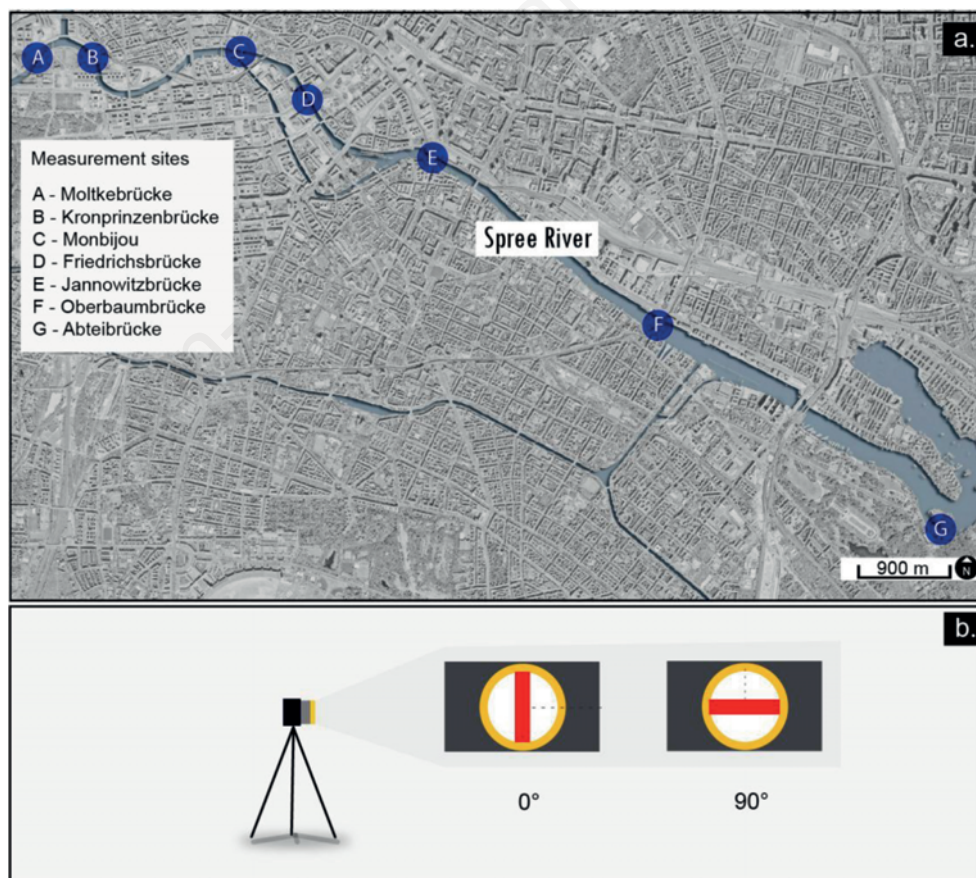 a.
A
B
C
D
E
F
G
Measurement sites
A - Moltkebrücke
B - Kronprinzenbrücke
C - Monbijou
D - Friedrichsbrücke
E - Jannowitzbrücke
F - Oberbaumbrücke
G - Abteibrücke
Spree River
900 m
N
b.
0°
90°